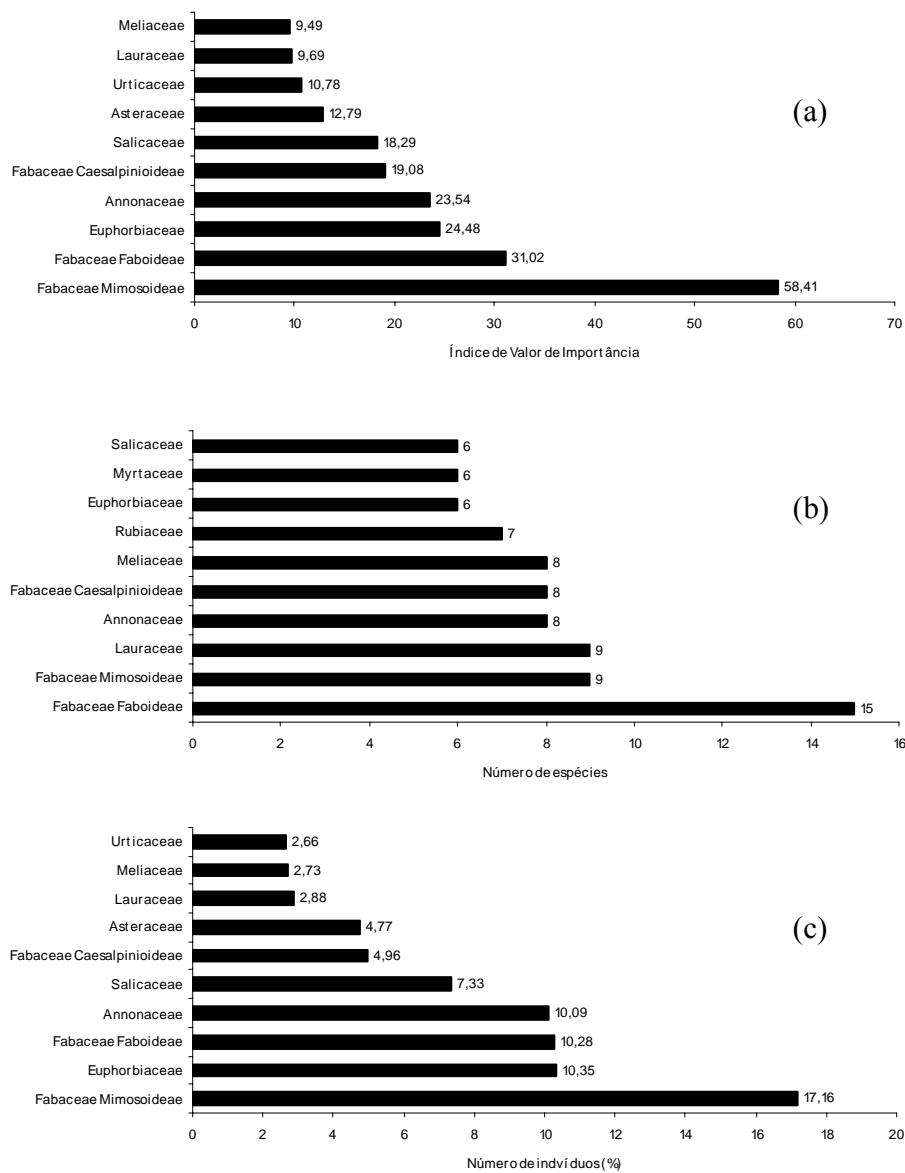 Meliaceae 9,49
Lauraceae 9,69
Urticaceae 10,78
Asteraceae 12,79
(a)
Salicaceae 18,29
Fabaceae Caesalpinioideae 19,08
Annonaceae 23,54
Euphorbiaceae 24,48
Fabaceae Faboideae 31,02
Fabaceae Mimosoideae 58,41
0 10 20 30 40 50 60 70
Índice de Valor de Importância
Salicaceae 6
Myrtaceae 6
Euphorbiaceae 6
(b)
Rubiaceae 7
Meliaceae 8
Fabaceae Caesalpinioideae 8
Annonaceae 8
Lauraceae 9
Fabaceae Mimosoideae 9
Fabaceae Faboideae 15
0 2 4 6 8 10 12 14 16
Número de espécies
Urticaceae 2,66
Meliaceae 2,73
Lauraceae 2,88
Asteraceae 4,77
(c)
Fabaceae Caesalpinioideae 4,96
Salicaceae 7,33
Annonaceae 10,09
Fabaceae Faboideae 10,28
Euphorbiaceae 10,35
Fabaceae Mimosoideae 17,16
0 2 4 6 8 10 12 14 16 18 20
Número de indvíduos (%)